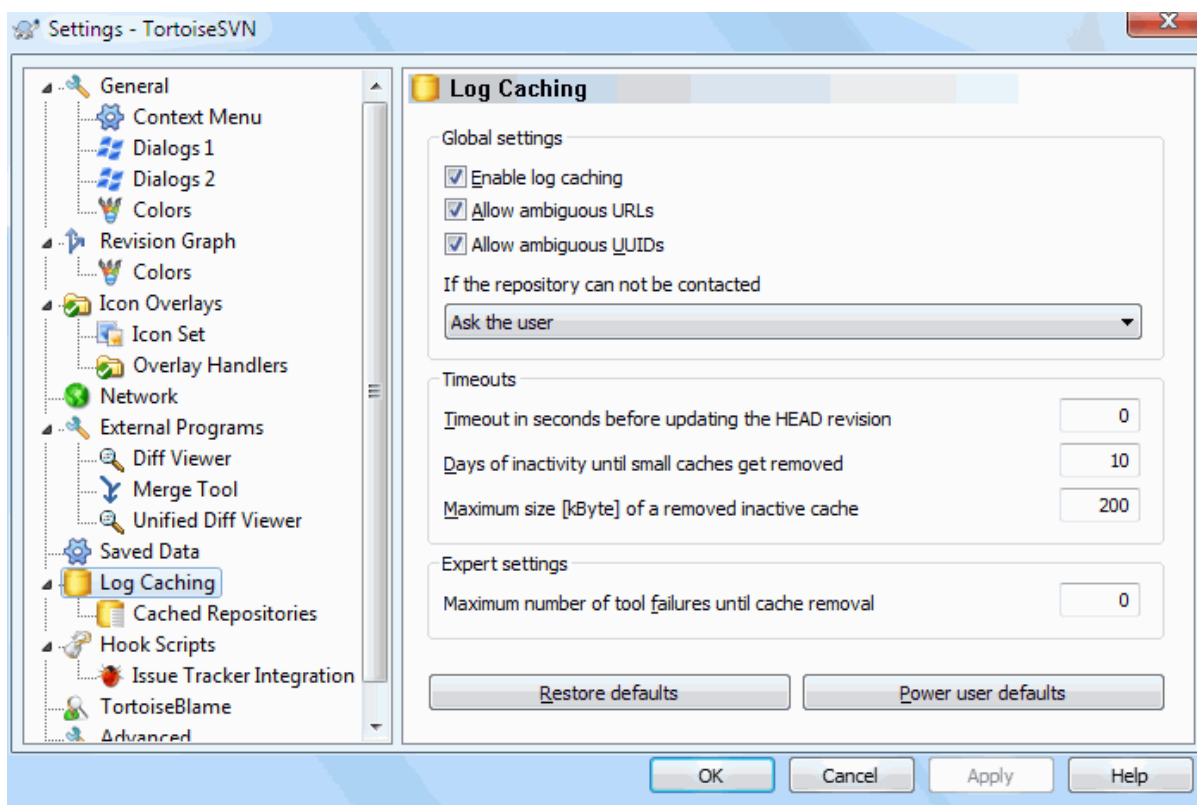 Settings - TortoiseSVN
General
Context Menu
Dialogs 1
Dialogs 2
Colors
Revision Graph
Colors
Icon Overlays
Icon Set
Overlay Handlers
Network
External Programs
Diff Viewer
Merge Tool
Unified Diff Viewer
Saved Data
Log Caching
Cached Repositories
Hook Scripts
Issue Tracker Integration
TortoiseBlame
Advanced
Log Caching
Global settings
Enable log caching
Allow ambiguous URLs
Allow ambiguous UUIDs
If the repository can not be contacted
Ask the user
Timeouts
Timeout in seconds before updating the HEAD revision 0
Days of inactivity until small caches get removed 10
Maximum size [kByte] of a removed inactive cache 200
Expert settings
Maximum number of tool failures until cache removal 0
Restore defaults Power user defaults
OK Cancel Apply Help